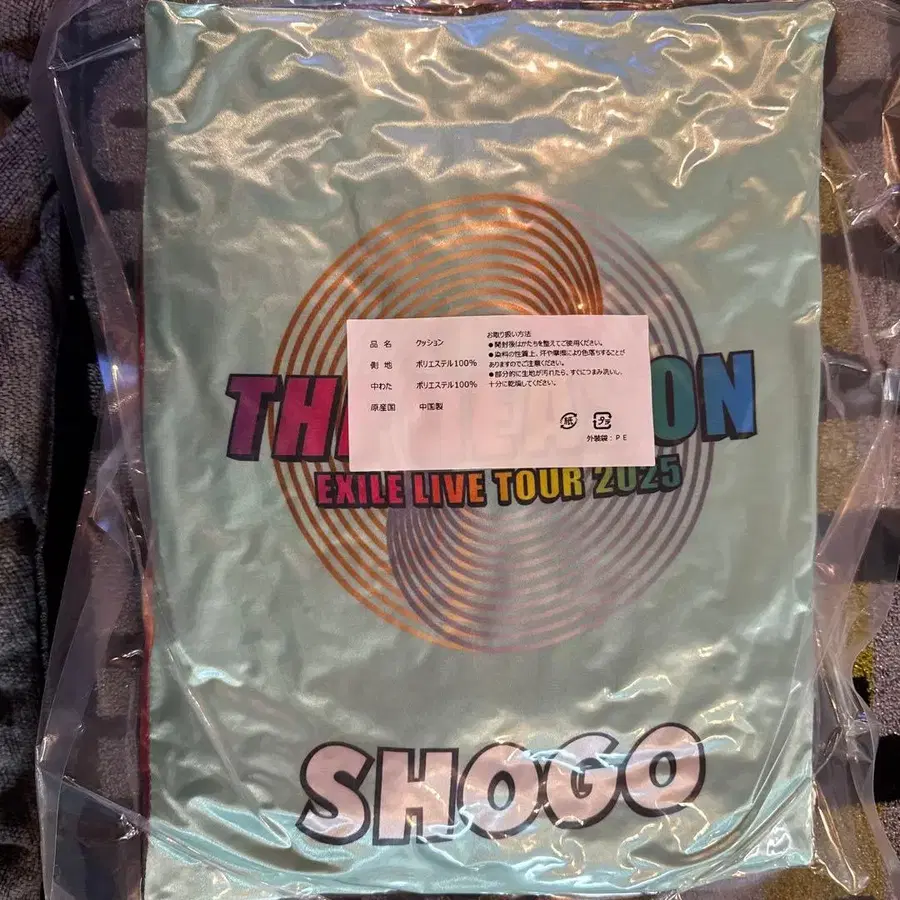 品 名 クッション
側 地 ポリエステル100%
中わた ポリエステル100%
原産国 中国製
お取り扱い方法
●開封後はかたちを整えてご使用ください。
●染料の性質上、汗や摩擦により色落ちすることが
ありますのでご注意ください。
●部分的に生地が汚れたら、すぐにつまみ洗いし、
十分に乾燥してください。
紙 プラ
外装袋：PE
TH EA ON
EXILE LIVE TOUR 2025
SHOGO